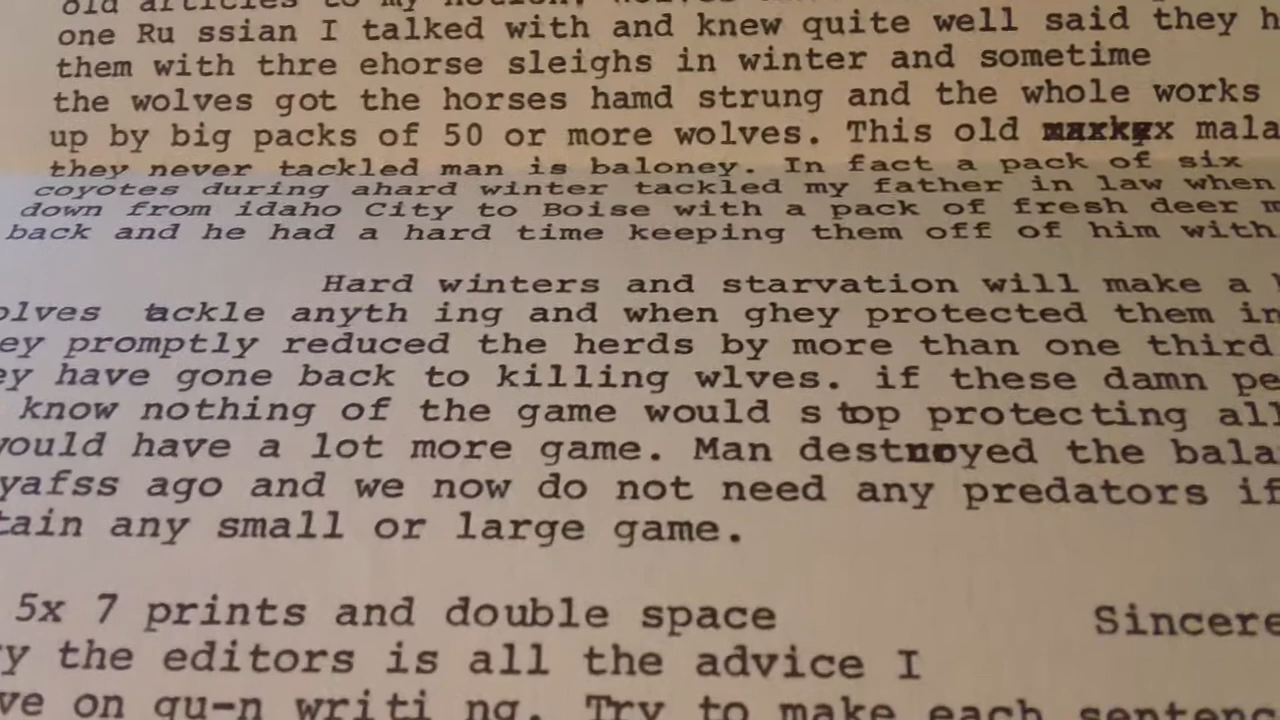 old articles to my notion.
one Ru ssian I talked with and knew quite well said they h
them with thre ehorse sleighs in winter and sometime
the wolves got the horses hamd strung and the whole works
up by big packs of 50 or more wolves. This old mala
they never tackled man is baloney. In fact a pack of six
coyotes during ahard winter tackled my father in law when
down from idaho City to Boise with a pack of fresh deer m
back and he had a hard time keeping them off of him with
Hard winters and starvation will make a
olves tackle anyth ing and when ghey protected them in
ey promptly reduced the herds by more than one third
ey have gone back to killing wlves. if these damn pe
know nothing of the game would s top protecting all
would have a lot more game. Man destroyed the bala
yafss ago and we now do not need any predators if
tain any small or large game.
5x 7 prints and double space Sincere
y the editors is all the advice I
ve on gu-n writi ng. Try to make each sentenc